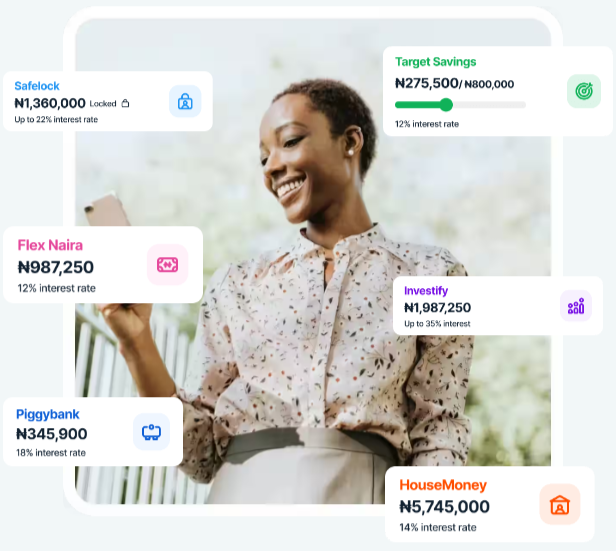 Target Savings
₦275,500/ ₦800,000
12% interest rate
Safelock
₦1,360,000 Locked
Up to 22% interest rate
Flex Naira
₦987,250
12% interest rate
Investify
₦1,987,250
Up to 35% interest
Piggybank
₦345,900
18% interest rate
HouseMoney
₦5,745,000
14% interest rate